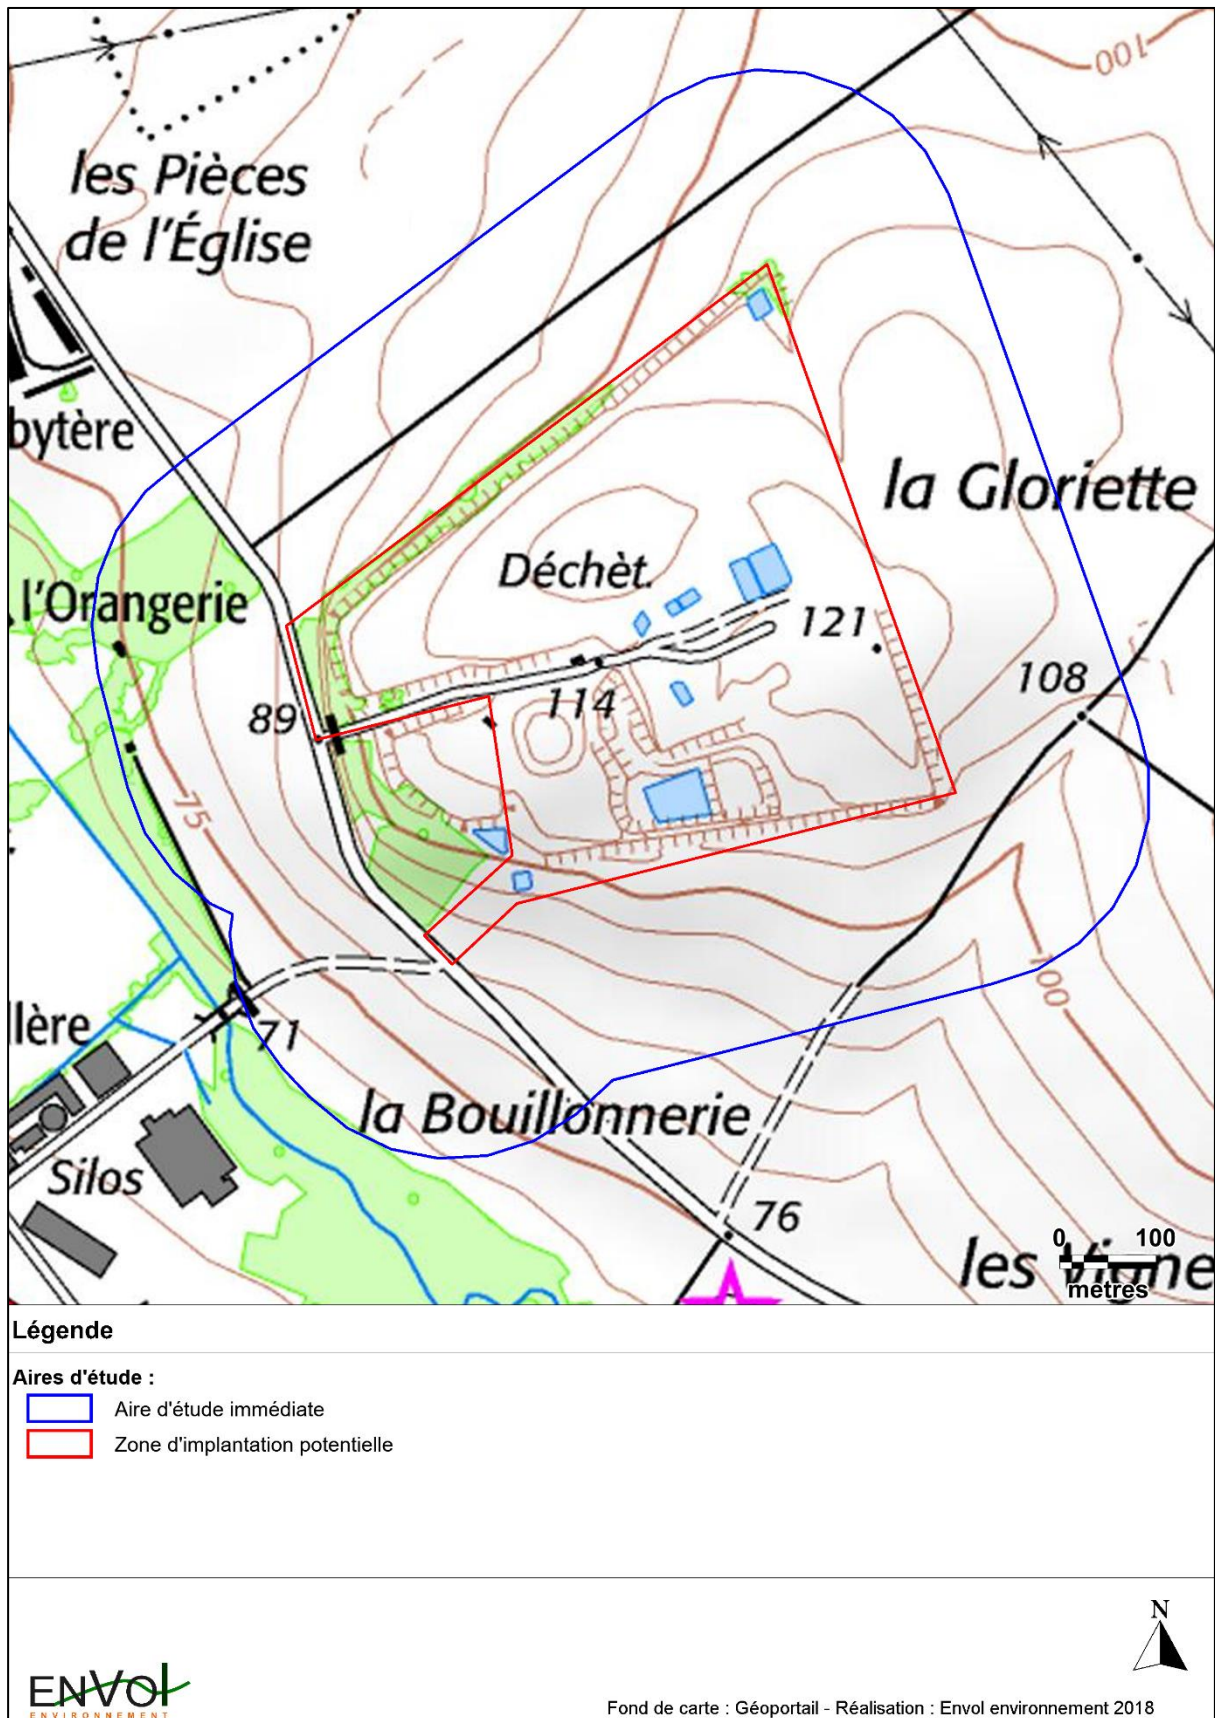 100
les Pièces
de l'Église
bytère
la Gloriette
Déchèt.
l'Orangerie
121
108
89
114
75
100
llère
71
la Bouillonnerie
Silos
76
0 100
metres
les Vigne
Légende
Aires d'étude :
Aire d'étude immédiate
Zone d'implantation potentielle
N
ENVOl
ENVIRONNEMENT
Fond de carte : Géoportail - Réalisation : Envol environnement 2018